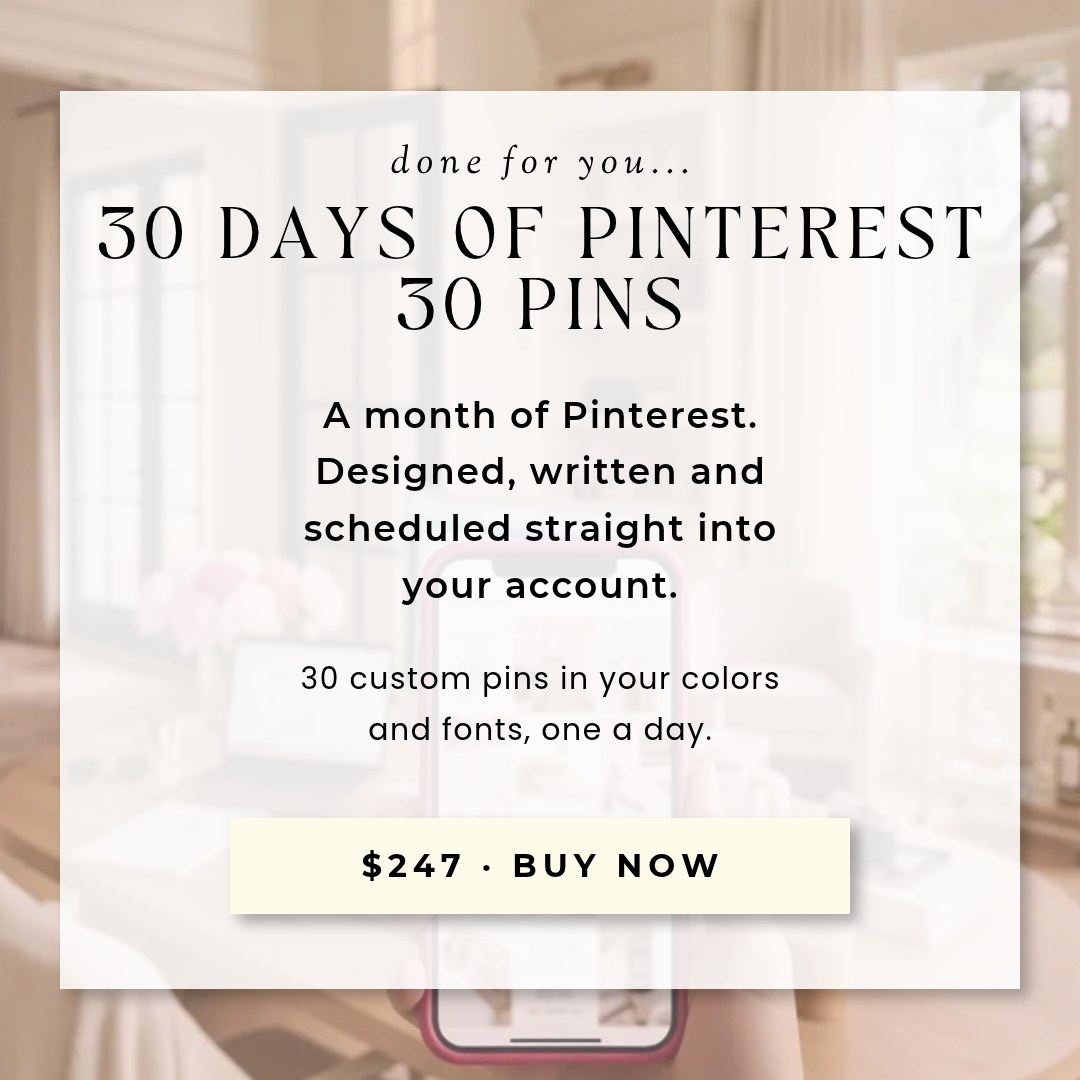 done for you...
30 DAYS OF PINTEREST
30 PINS
A month of Pinterest.
Designed, written and
scheduled straight into
your account.
30 custom pins in your colors
and fonts, one a day.
$247 · BUY NOW